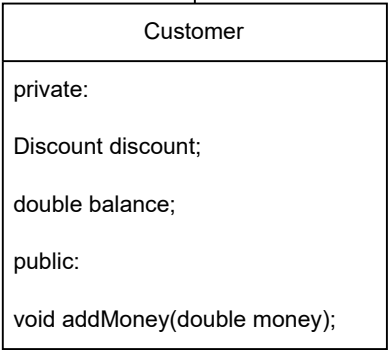 Customer
private:
Discount discount;
double balance;
public:
void addMoney(double money);